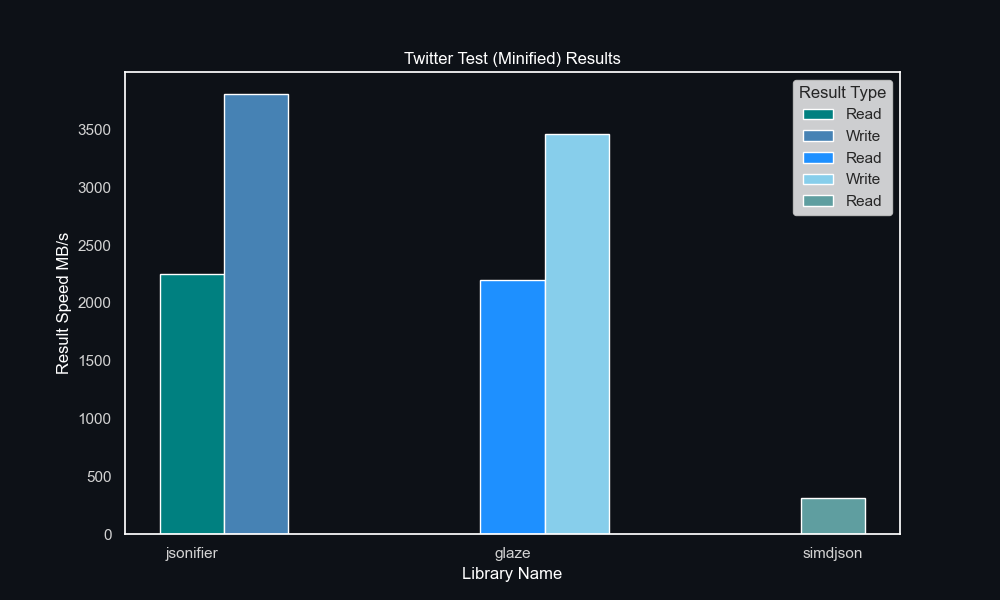 Twitter Test (Minified) Results
Result Type
Read
Write
Read
Write
Read
Result Speed MB/s
3500
3000
2500
2000
1500
1000
500
0
jsonifier
glaze
simdjson
Library Name